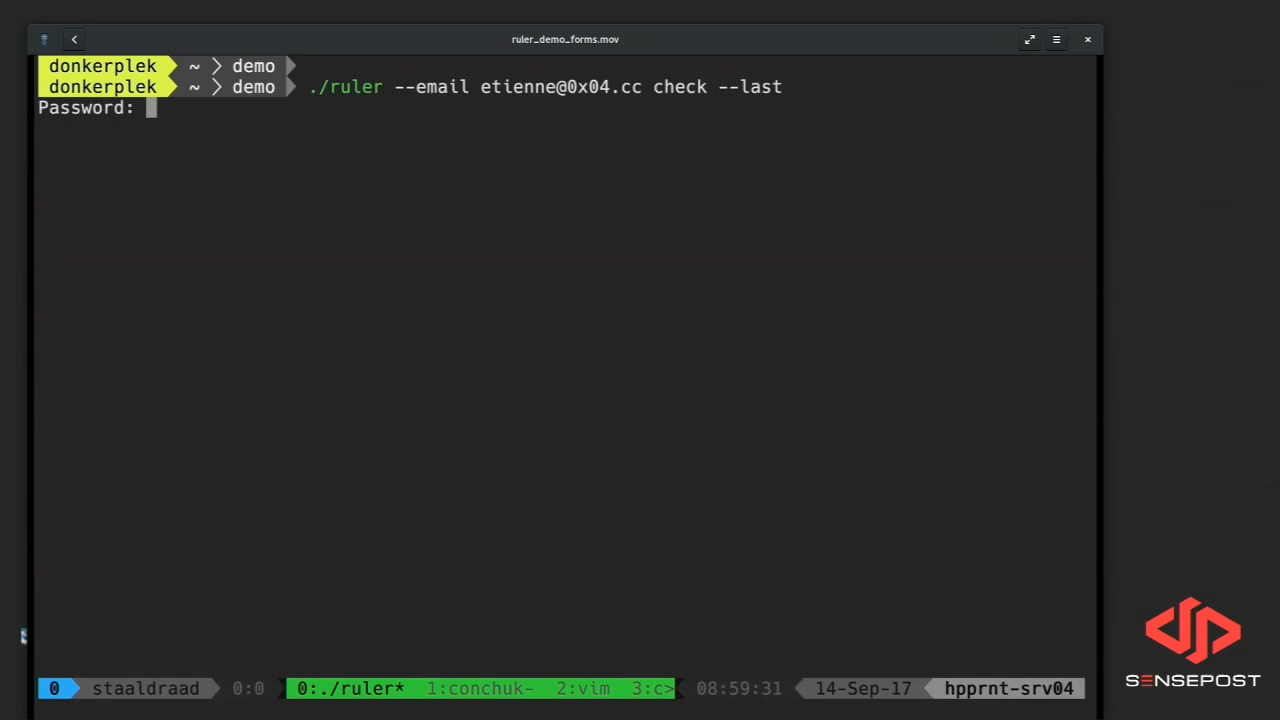 ruler_demo_forms.mov
donkerplek ~ demo
donkerplek ~ demo ./ruler --email etienne@0x04.cc check --last
Password:
0 staaldraad 0:0 0:./ruler* 1:conchuk- 2:vim 3:c> 08:59:31 14-Sep-17 hpprnt-srv04
SENSEPOST